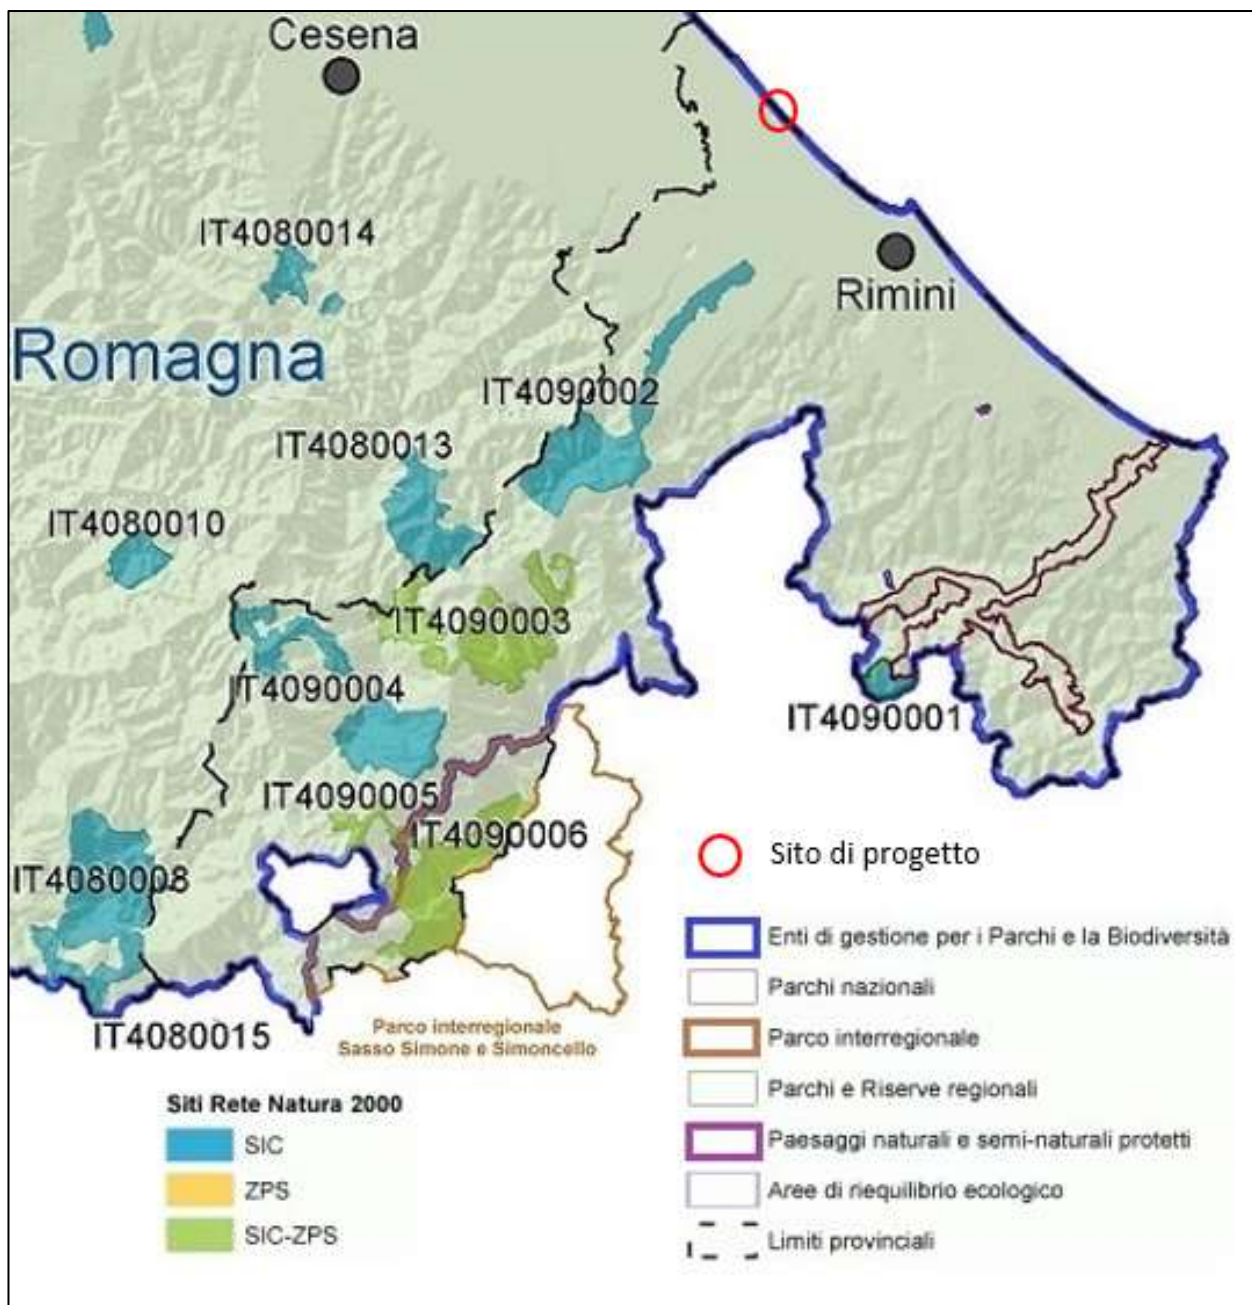 Cesena
IT4080014
Rimini
Romagna
IT4090002
IT4080013
IT4080010
IT4090003
IT4090004
IT4090001
IT4090005
IT4090006
IT4080008
IT4080015
Parco interregionale
Sasso Simone e Simoncello
Siti Rete Natura 2000
SIC
ZPS
SIC-ZPS
Sito di progetto
Enti di gestione per i Parchi e la Biodiversità
Parchi nazionali
Parco interregionale
Parchi e Riserve regionali
Paesaggi naturali e semi-naturali protetti
Aree di riequilibrio ecologico
Limiti provinciali